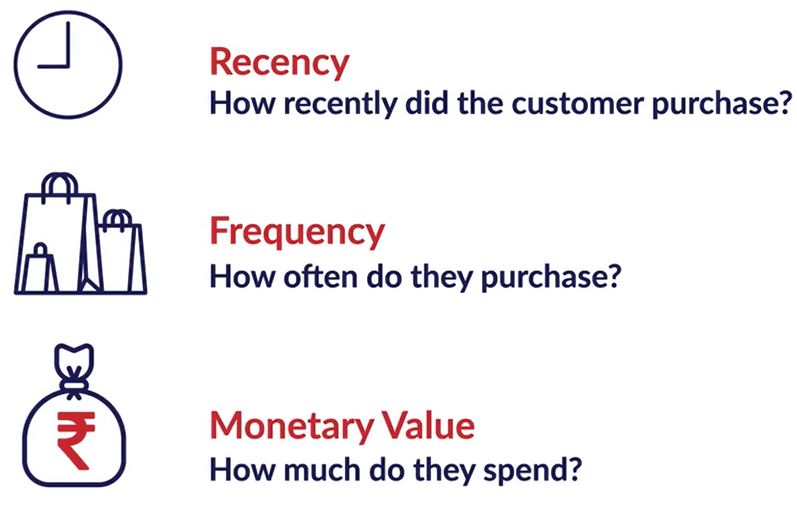 Recency
How recently did the customer purchase?
Frequency
How often do they purchase?
₹
Monetary Value
How much do they spend?